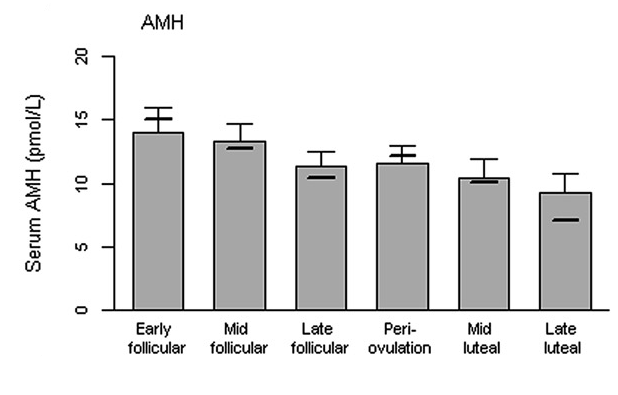 AMH
Serum AMH (pmol/L)
20
15
10
5
0
Early
follicular
Mid
follicular
Late
follicular
Peri-
ovulation
Mid
luteal
Late
luteal